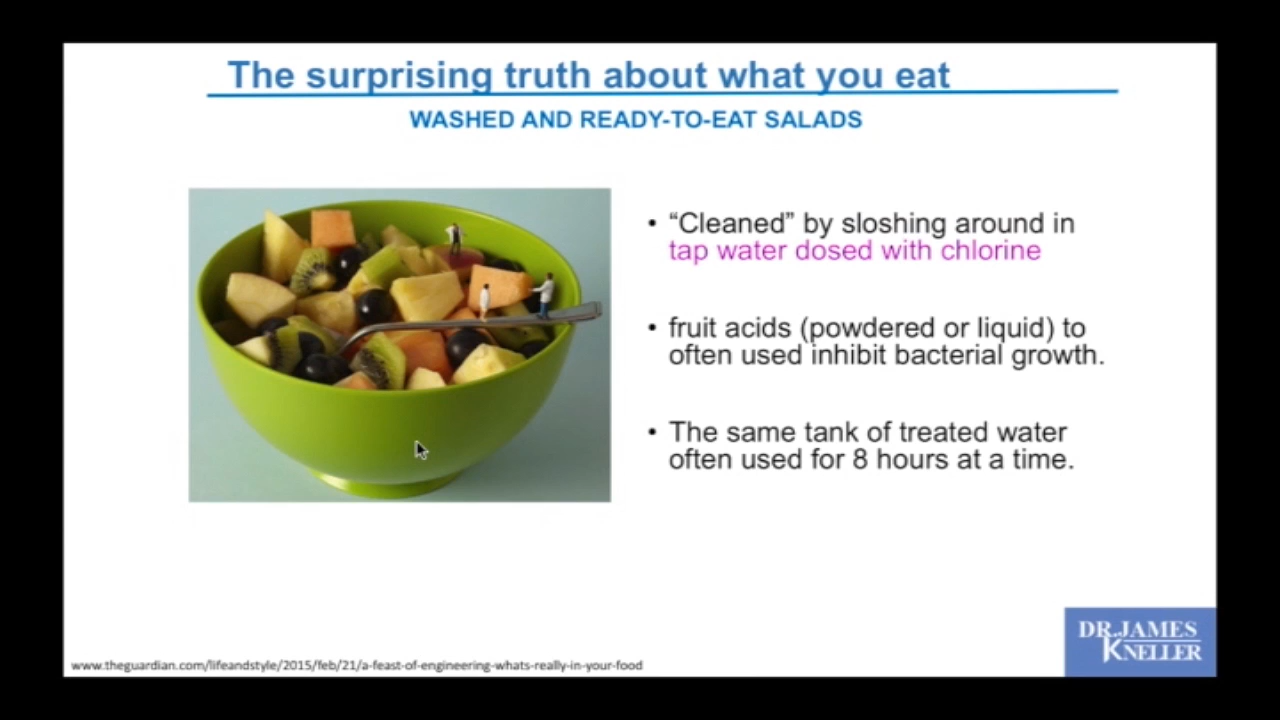 The surprising truth about what you eat
WASHED AND READY-TO-EAT SALADS
• “Cleaned” by sloshing around in
tap water dosed with chlorine
• fruit acids (powdered or liquid) to
often used inhibit bacterial growth.
• The same tank of treated water
often used for 8 hours at a time.
DR.JAMES
KNELLER
www.theguardian.com/lifeandstyle/2015/feb/21/a-feast-of-engineering-whats-really-in-your-food